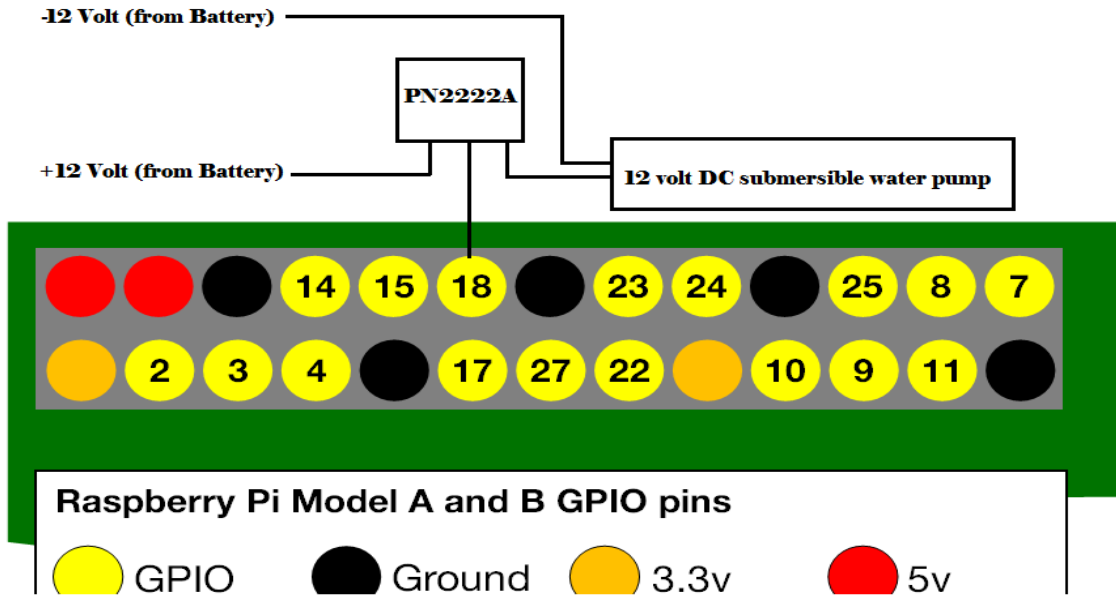 -12 Volt (from Battery)
PN2222A
+12 Volt (from Battery)
12 volt DC submersible water pump
14 15 18 23 24 25 8 7
2 3 4 17 27 22 10 9 11
Raspberry Pi Model A and B GPIO pins
GPIO Ground 3.3v 5v